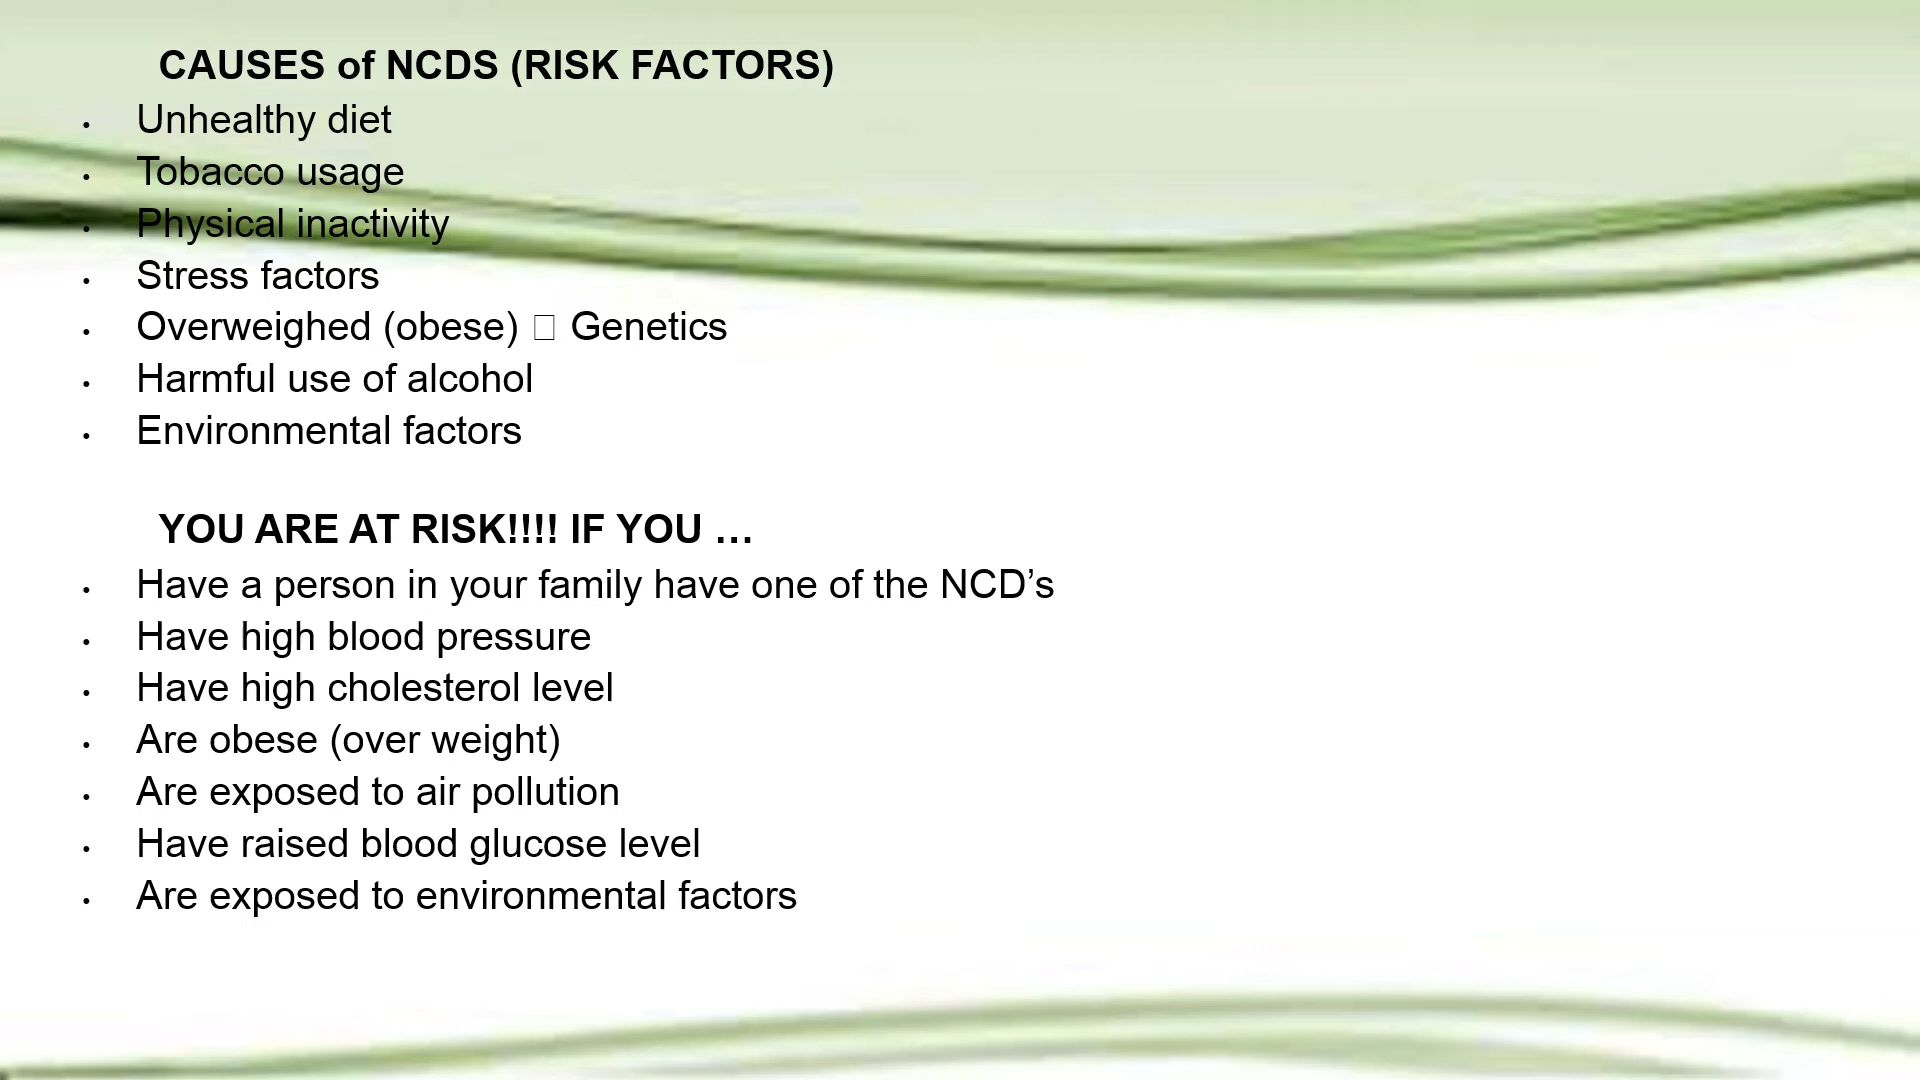 CAUSES of NCDS (RISK FACTORS)
• Unhealthy diet
• Tobacco usage
• Physical inactivity
• Stress factors
• Overweighed (obese) □ Genetics
• Harmful use of alcohol
• Environmental factors
YOU ARE AT RISK!!!! IF YOU …
• Have a person in your family have one of the NCD’s
• Have high blood pressure
• Have high cholesterol level
• Are obese (over weight)
• Are exposed to air pollution
• Have raised blood glucose level
• Are exposed to environmental factors